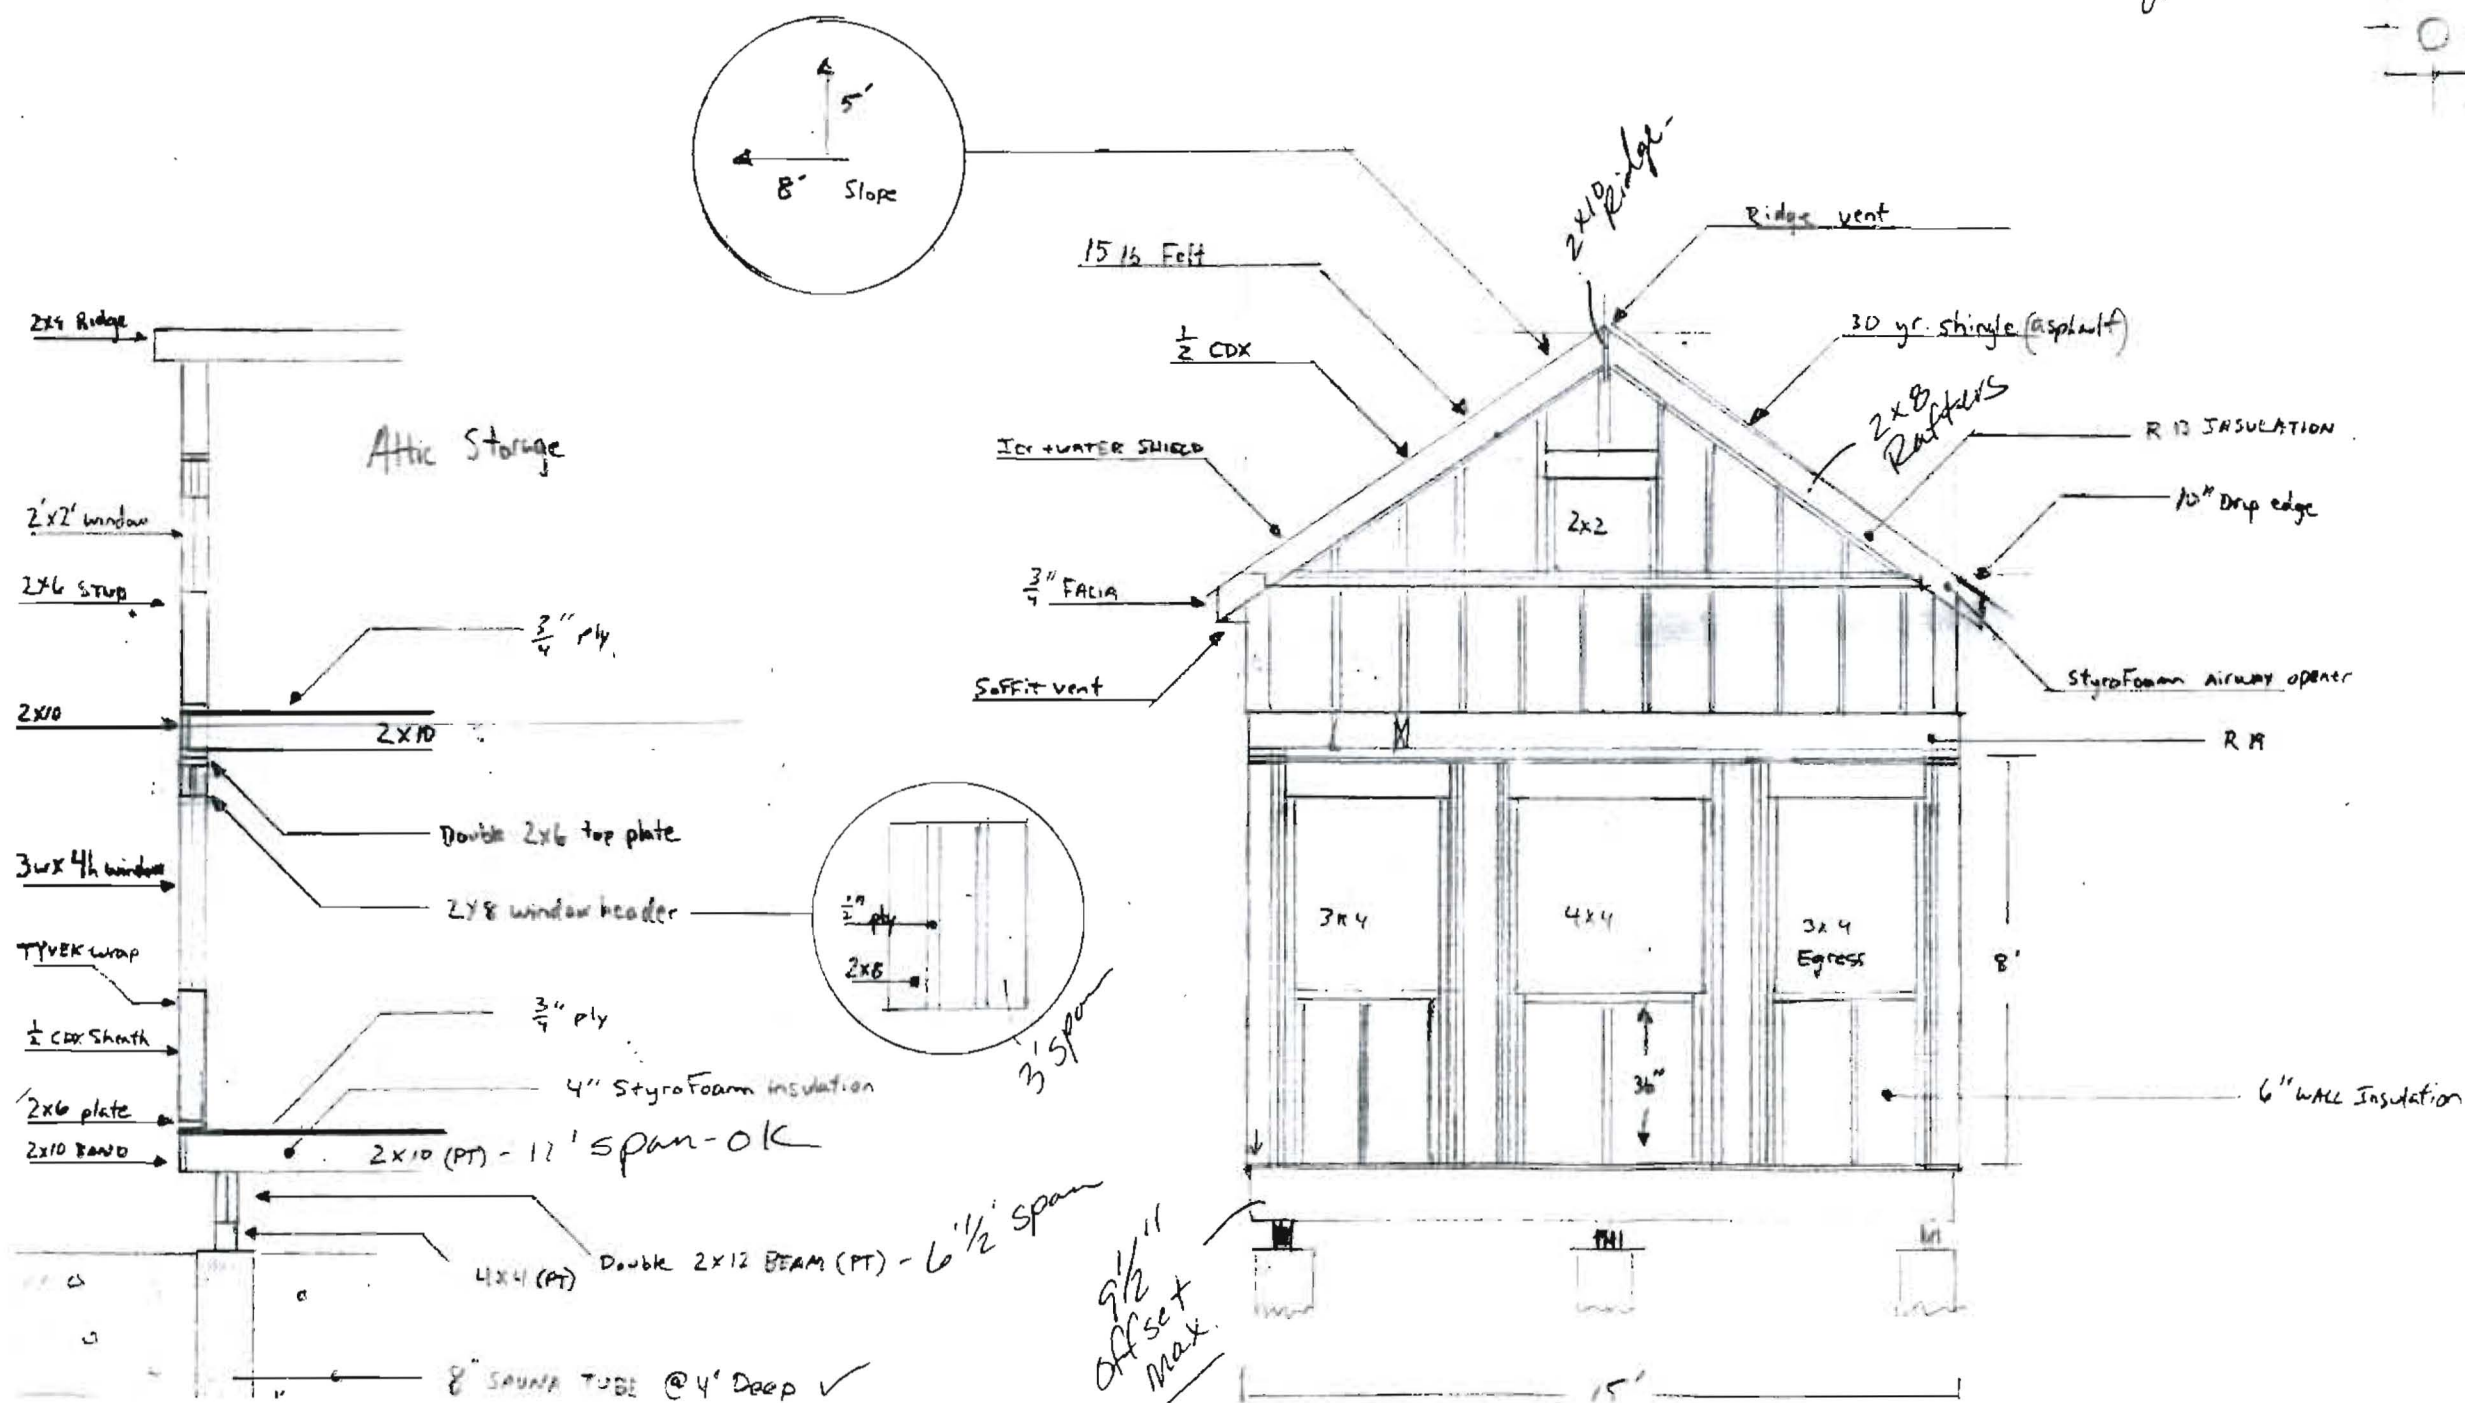 5'
8' Slope
2x10 Ridge
Ridge vent
15 lb Felt
30 yr. shingle (asphalt)
1/2 CDX
2x8 Rafters
R 13 INSULATION
Ice + WATER SHIELD
10" Drip edge
3/4" FACIA
Soffit vent
StyroFoam Airway opener
R 19
2x2
3x4
4x4
3x4
Egress
8'
36"
6" WALL Insulation
9 1/2"
offset
max.
15'
Ridge
Attic Storage
2'x2' window
2x6 STUD
3/4" ply
2x10
2x10
Double 2x6 top plate
3w x 4h window
2x8 window header
1/2" ply
2x8
3' span
TYVEK wrap
3/4" ply
1/2 CDX Sheath
4" StyroFoam insulation
2x6 plate
2x10 BAND
2x10 (PT) - span-OK
Double 2x12 BEAM (PT) - 6 1/2' span
4x4 (PT)
8" SAUNA TUBE @ 4' Deep ✓